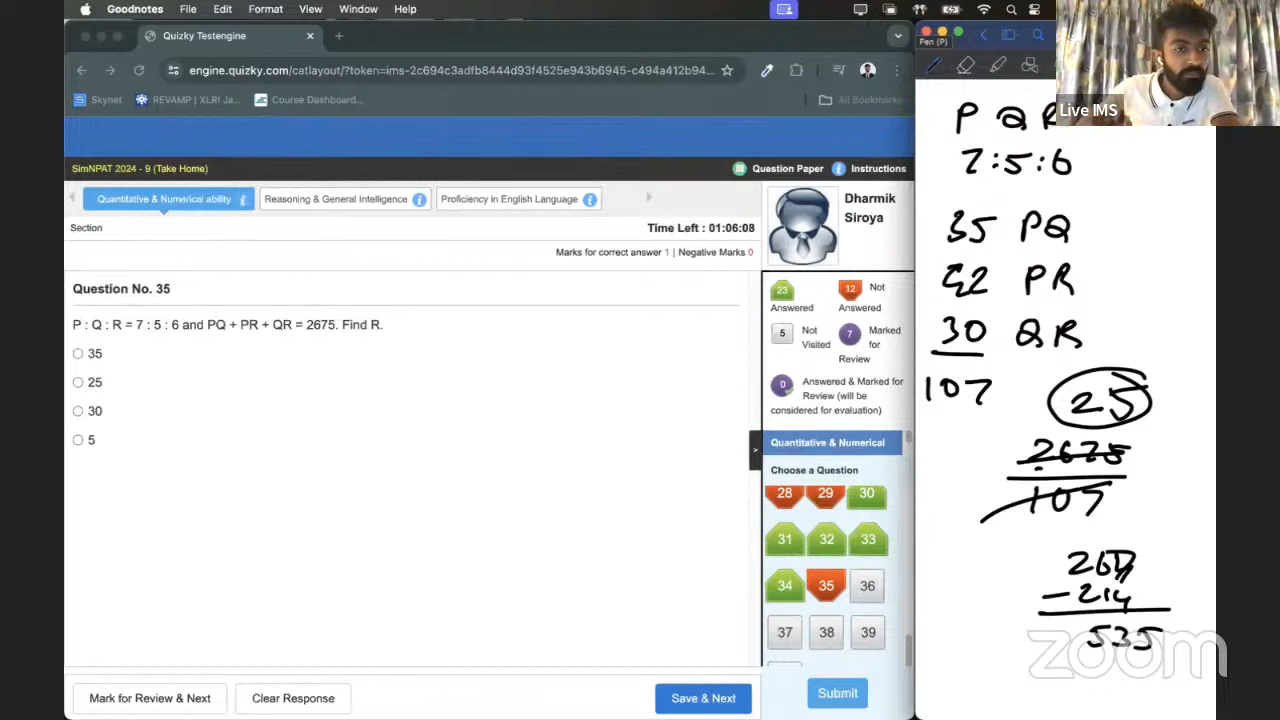 Goodnotes File Edit Format View Window Help
Quizky Testengine
engine.quizky.com/catlayout/?token=ims-2c694c3adfb8444d93f4525e943b6945-c494a412b94...
Skynet REVAMP | XLRI Ja... Course Dashboard... All Bookmarks
SimNPAT 2024 - 9 (Take Home) Question Paper Instructions
Quantitative & Numerical ability Reasoning & General Intelligence Proficiency in English Language
Section Time Left : 01:06:08
Marks for correct answer 1 | Negative Marks 0
Dharmik
Siroya
Question No. 35
P : Q : R = 7 : 5 : 6 and PQ + PR + QR = 2675. Find R.
35
25
30
5
23 Answered
12 Not Answered
5 Not Visited
7 Marked for Review
0 Answered & Marked for Review (will be considered for evaluation)
Quantitative & Numerical
Choose a Question
28 29 30
31 32 33
34 35 36
37 38 39
Mark for Review & Next Clear Response Save & Next Submit
Pen (P)
Live IMS
P Q R
7:5:6
35 PQ
42 PR
30 QR
107
25
2675
107
214
535
zoom